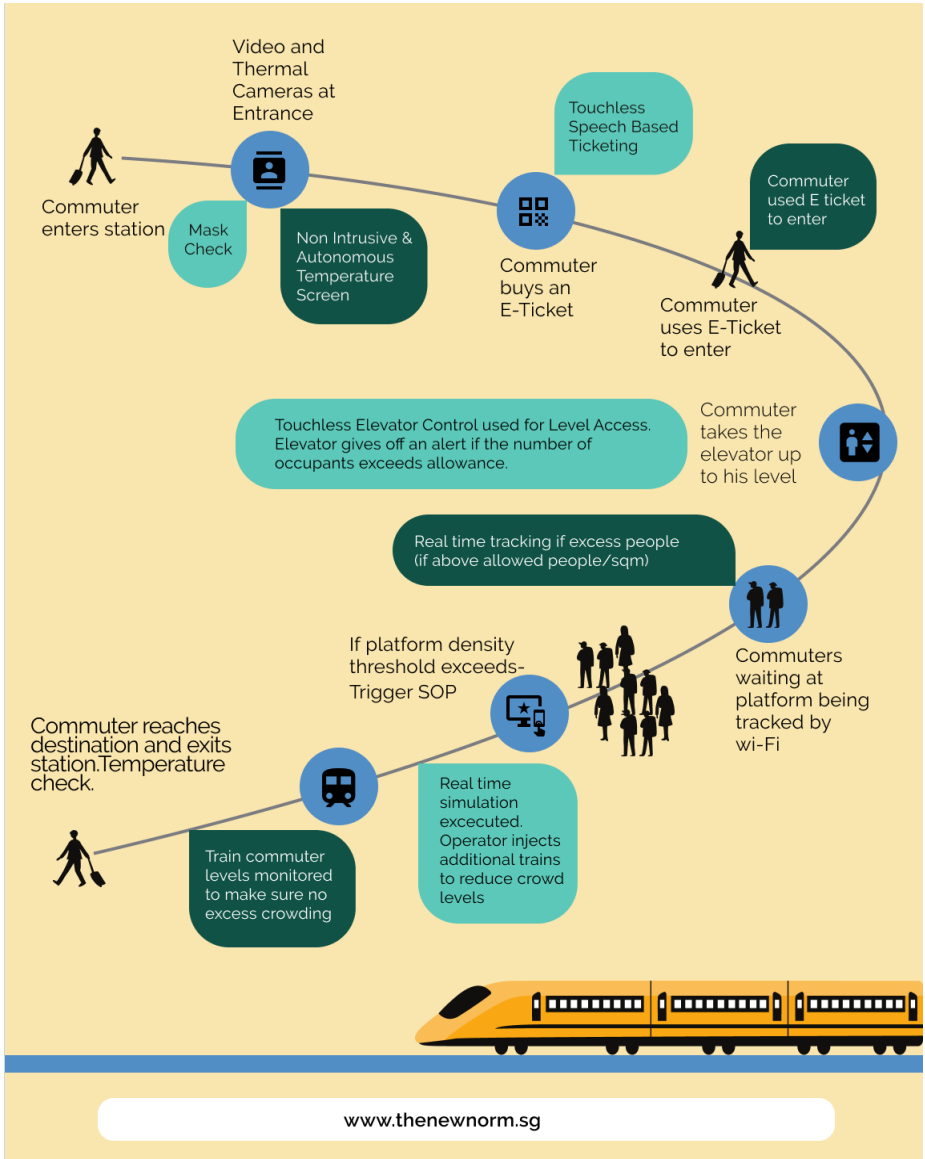 Video and
Thermal
Cameras at
Entrance
Commuter
enters station
Mask
Check
Non Intrusive &
Autonomous
Temperature
Screen
Touchless
Speech Based
Ticketing
Commuter
buys an
E-Ticket
Commuter
used E ticket
to enter
Commuter
uses E-Ticket
to enter
Touchless Elevator Control used for Level Access.
Elevator gives off an alert if the number of
occupants exceeds allowance.
Commuter
takes the
elevator up
to his level
Real time tracking if excess people
(if above allowed people/sqm)
Commuters
waiting at
platform being
tracked by
wi-Fi
If platform density
threshold exceeds-
Trigger SOP
Real time
simulation
excecuted.
Operator injects
additional trains
to reduce crowd
levels
Train commuter
levels monitored
to make sure no
excess crowding
Commuter reaches
destination and exits
station.Temperature
check.
www.thenewnorm.sg